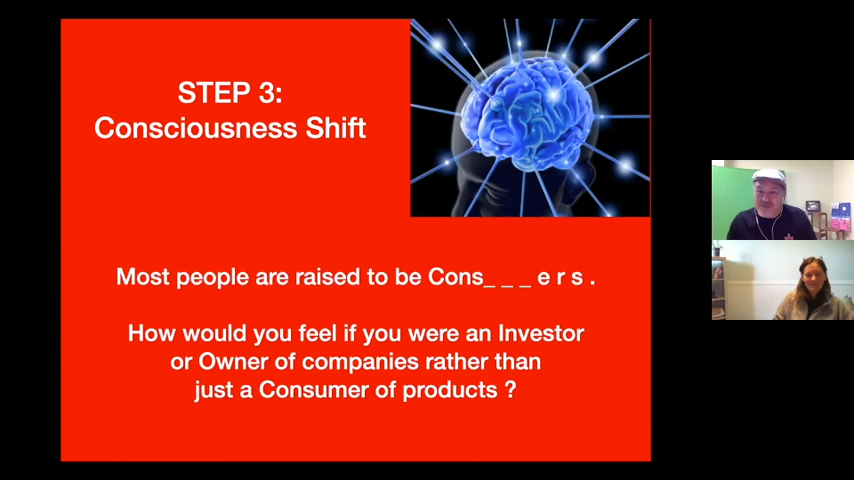 STEP 3:
Consciousness Shift
Most people are raised to be Cons_ _ _ e r s .
How would you feel if you were an Investor
or Owner of companies rather than
just a Consumer of products ?